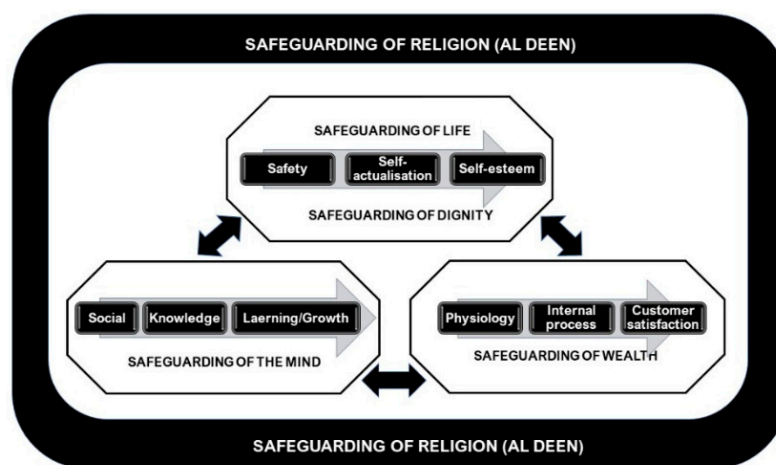 SAFEGUARDING OF RELIGION (AL DEEN)
SAFEGUARDING OF LIFE
Safety
Self-
actualisation
Self-esteem
SAFEGUARDING OF DIGNITY
Social
Knowledge
Laerning/Growth
SAFEGUARDING OF THE MIND
Physiology
Internal
process
Customer
satisfaction
SAFEGUARDING OF WEALTH
SAFEGUARDING OF RELIGION (AL DEEN)